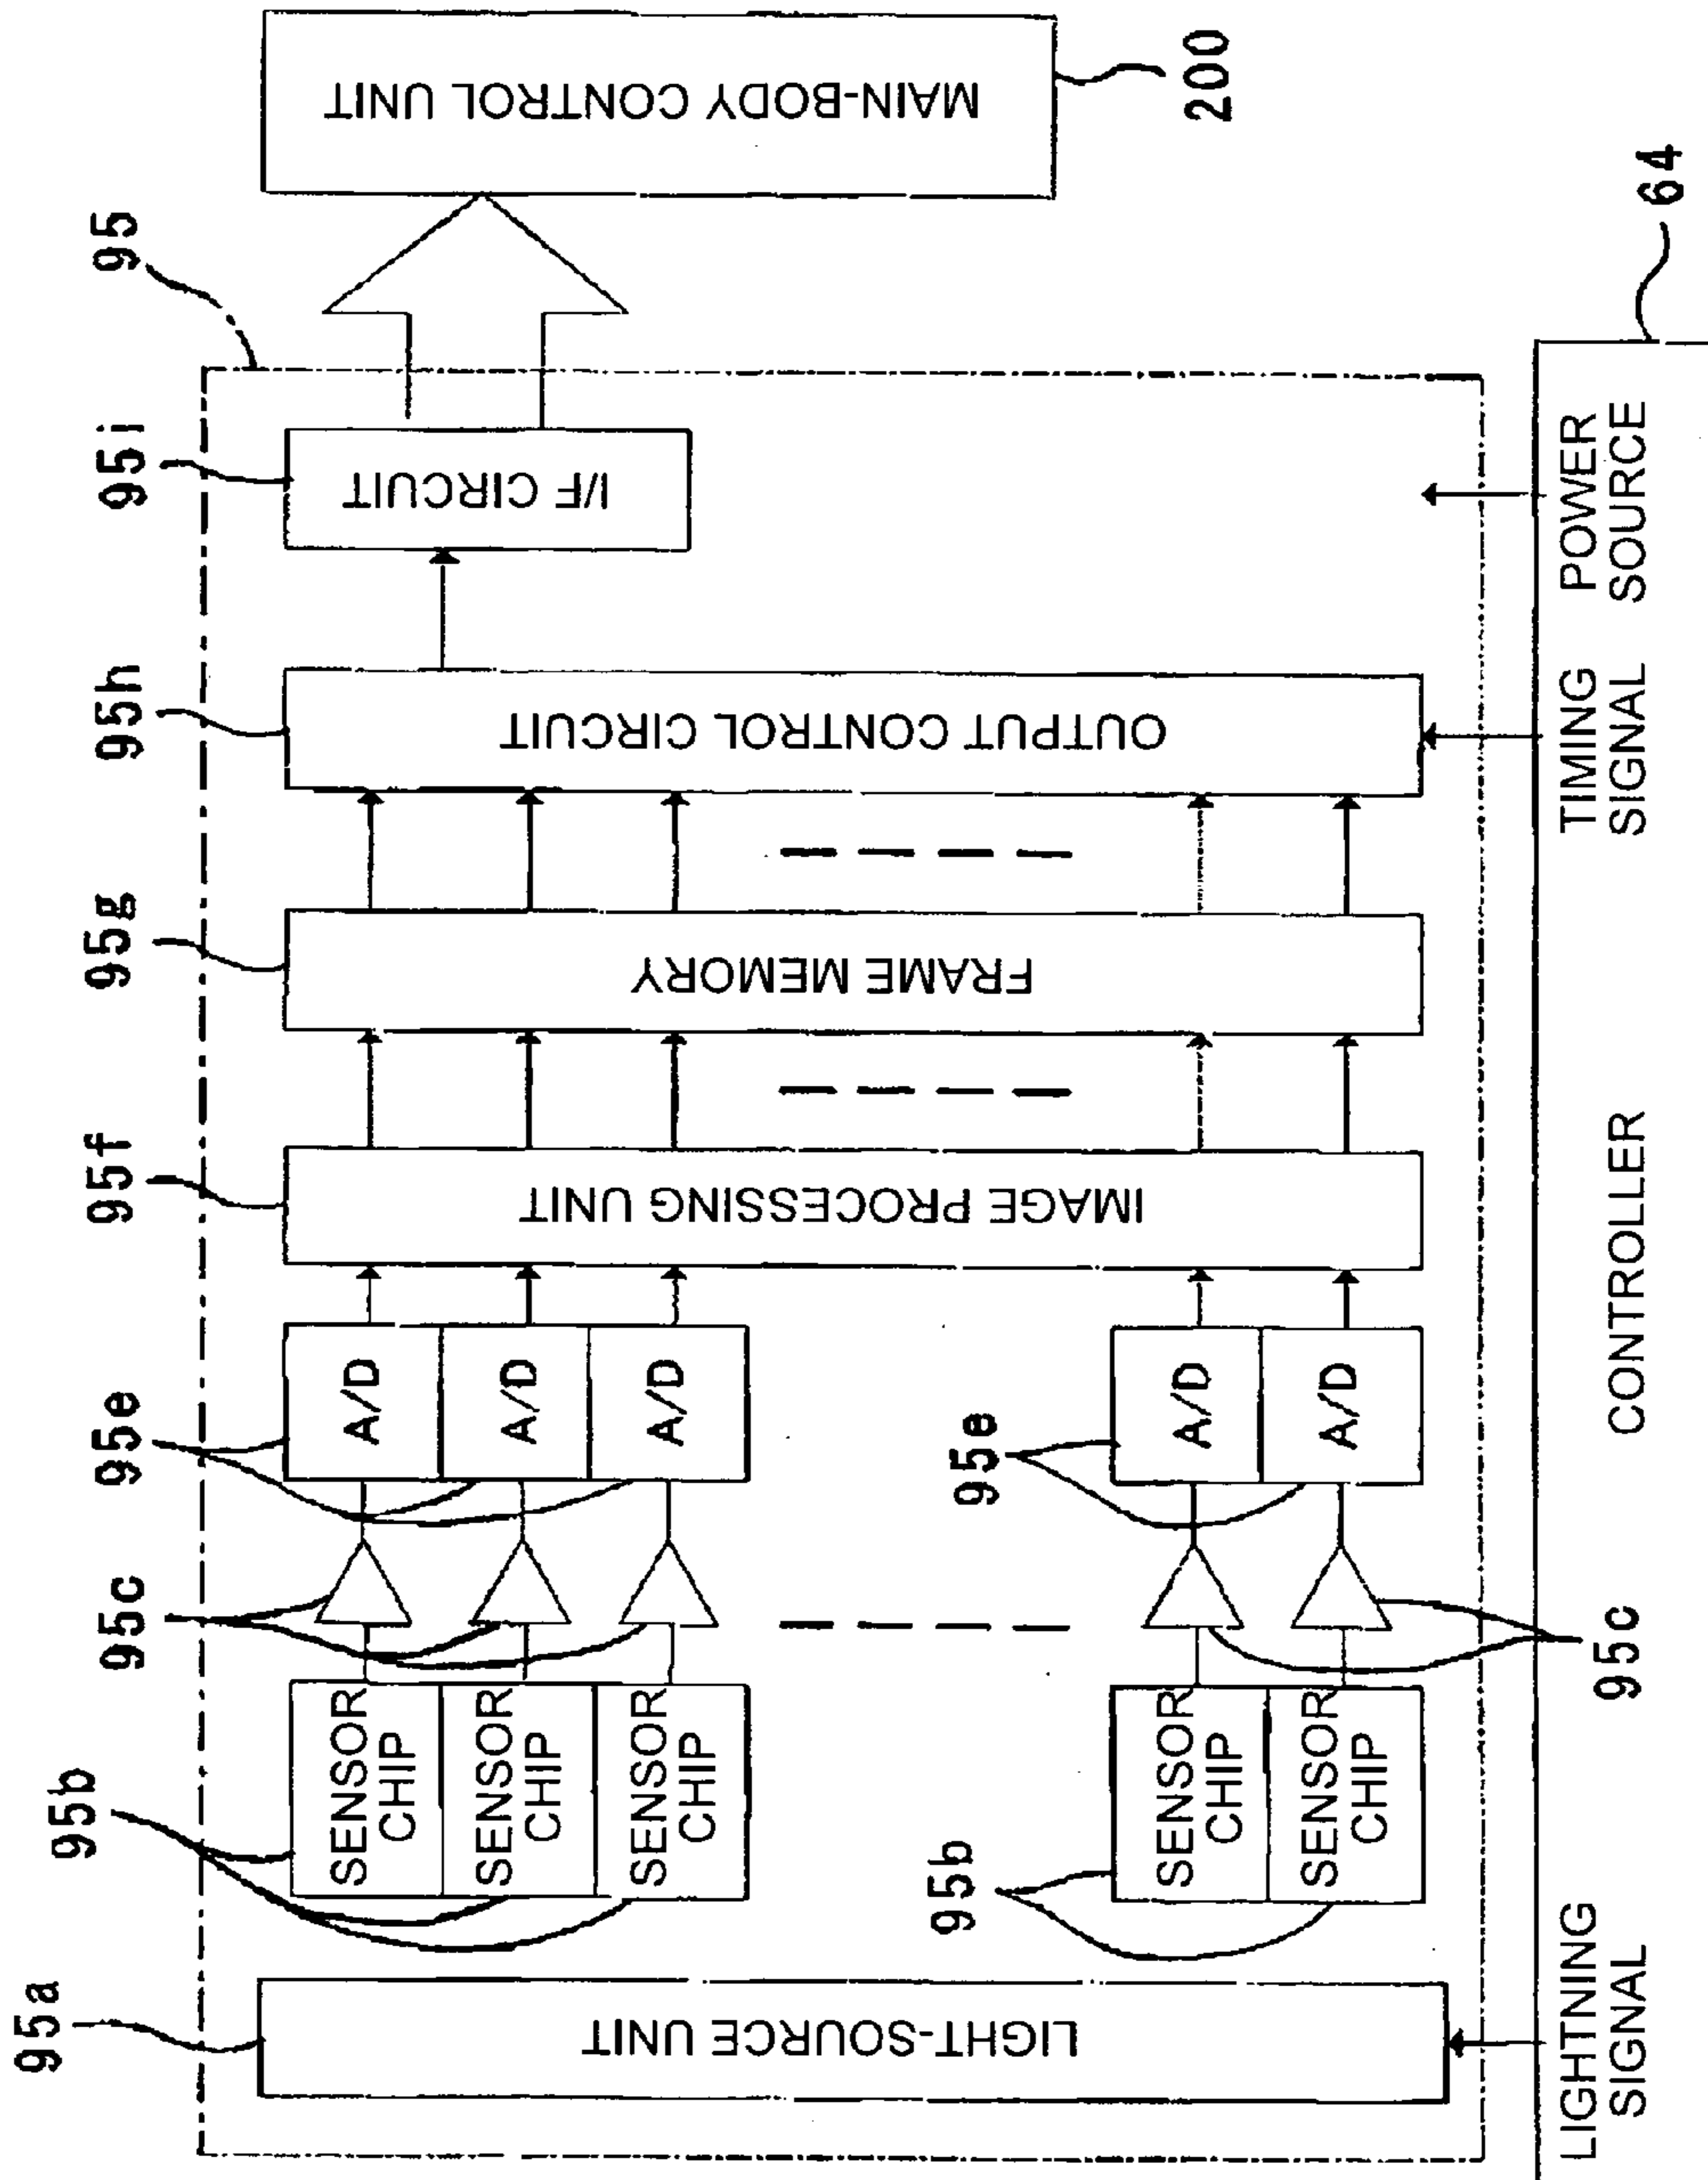 95a
95b
95c
95e
95f
95g
95h
95i
95
LIGHT-SOURCE UNIT
SENSOR
CHIP
SENSOR
CHIP
SENSOR
CHIP
A/D
A/D
A/D
IMAGE PROCESSING UNIT
FRAME MEMORY
OUTPUT CONTROL CIRCUIT
I/F CIRCUIT
MAIN-BODY CONTROL UNIT
200
95b
SENSOR
CHIP
SENSOR
CHIP
95e
A/D
A/D
95c
LIGHTNING
SIGNAL
CONTROLLER
TIMING
SIGNAL
POWER
SOURCE
64